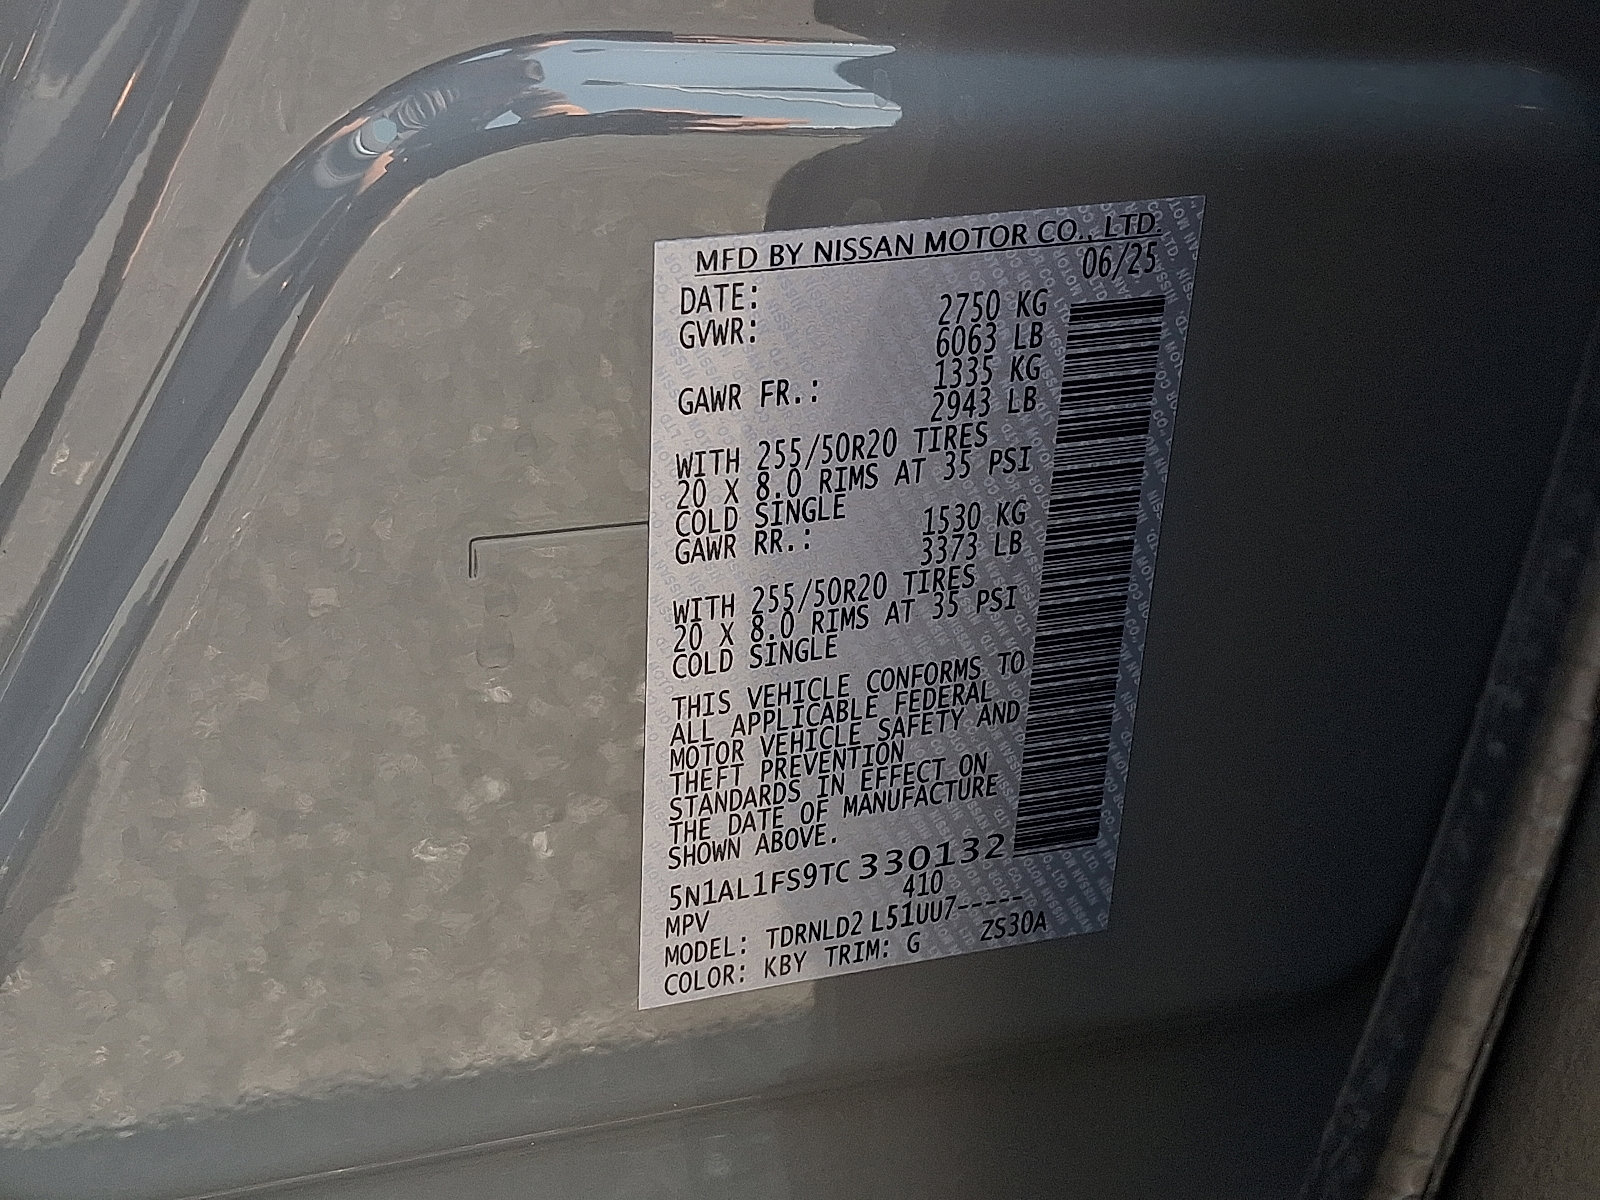 MFD BY NISSAN MOTOR CO., LTD.
DATE: 06/25
GVWR: 2750 KG
6063 LB
GAWR FR.: 1335 KG
2943 LB
WITH 255/50R20 TIRES
20 X 8.0 RIMS AT 35 PSI
COLD SINGLE
GAWR RR.: 1530 KG
3373 LB
WITH 255/50R20 TIRES
20 X 8.0 RIMS AT 35 PSI
COLD SINGLE
THIS VEHICLE CONFORMS TO
ALL APPLICABLE FEDERAL
MOTOR VEHICLE SAFETY AND
THEFT PREVENTION
STANDARDS IN EFFECT ON
THE DATE OF MANUFACTURE
SHOWN ABOVE.
5N1AL1FS9TC330132
MPV 410
MODEL: TDRNLD2 L51UU7-----
COLOR: KBY TRIM: G ZS30A